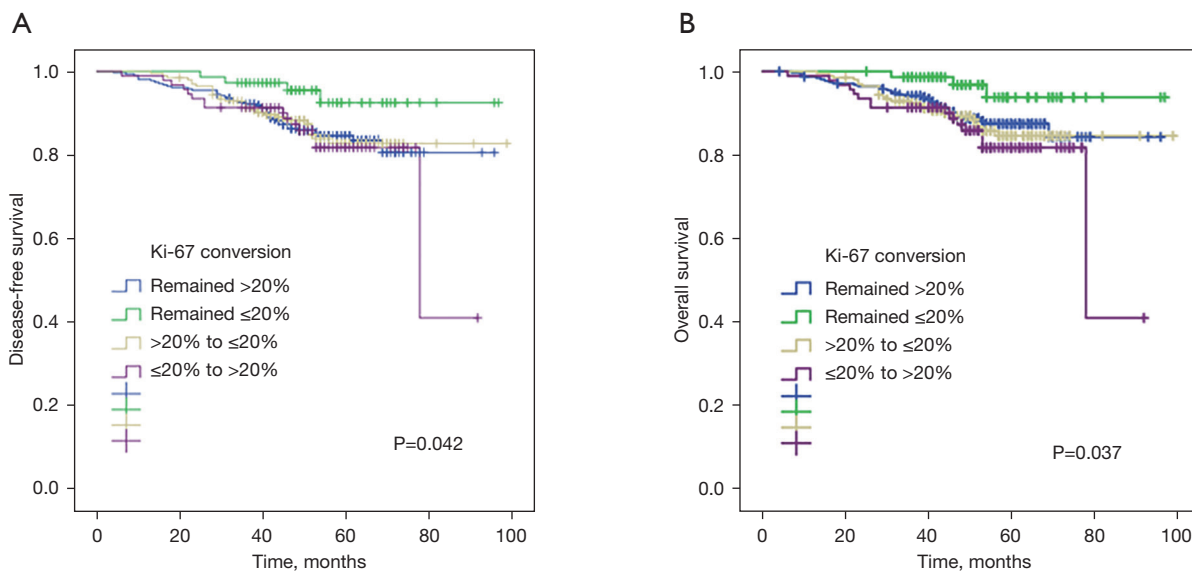 A
1.0
0.8
0.6
0.4
0.2
0.0
Disease-free survival
Ki-67 conversion
Remained >20%
Remained ≤20%
>20% to ≤20%
≤20% to >20%
P=0.042
0 20 40 60 80 100
Time, months
B
1.0
0.8
0.6
0.4
0.2
0.0
Overall survival
Ki-67 conversion
Remained >20%
Remained ≤20%
>20% to ≤20%
≤20% to >20%
P=0.037
0 20 40 60 80 100
Time, months